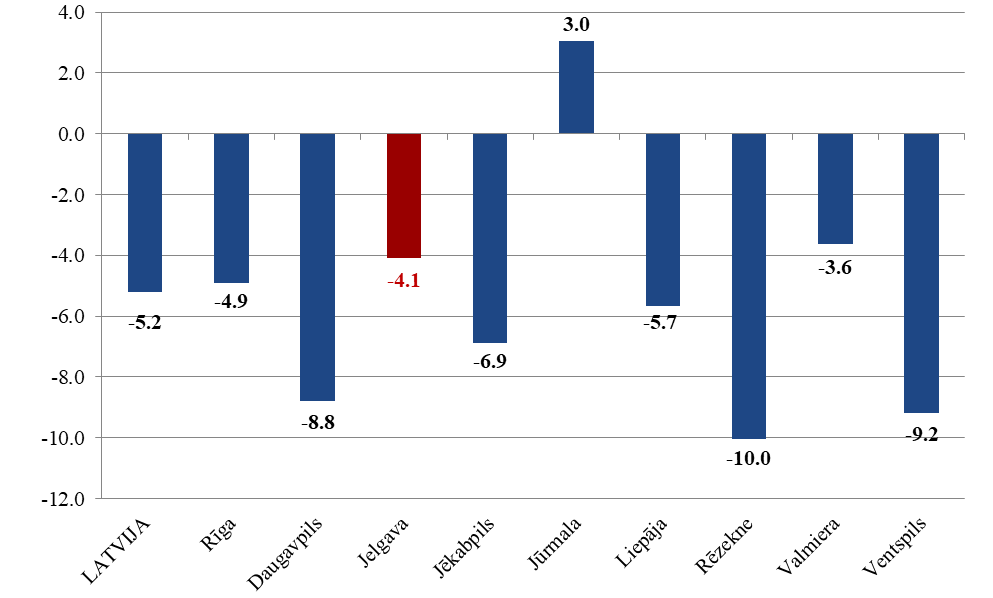 4.0
2.0
0.0
-2.0
-4.0
-6.0
-8.0
-10.0
-12.0
-5.2
-4.9
-8.8
-4.1
-6.9
3.0
-5.7
-10.0
-3.6
-9.2
LATVIJA
Rīga
Daugavpils
Jelgava
Jēkabpils
Jūrmala
Liepāja
Rēzekne
Valmiera
Ventspils